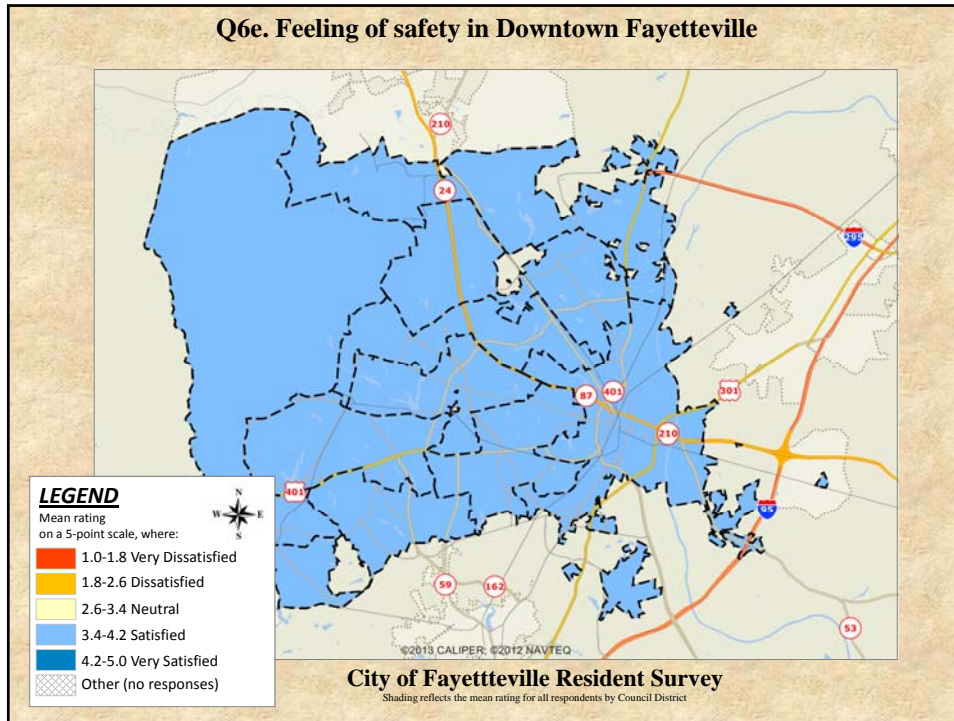 Q6e. Feeling of safety in Downtown Fayetteville
210
24
295
301
87
401
210
401
95
59
162
53
©2013 CALIPER; ©2012 NAVTEQ
LEGEND
Mean rating
on a 5-point scale, where:
N
W E
S
1.0-1.8 Very Dissatisfied
1.8-2.6 Dissatisfied
2.6-3.4 Neutral
3.4-4.2 Satisfied
4.2-5.0 Very Satisfied
Other (no responses)
City of Fayettteville Resident Survey
Shading reflects the mean rating for all respondents by Council District